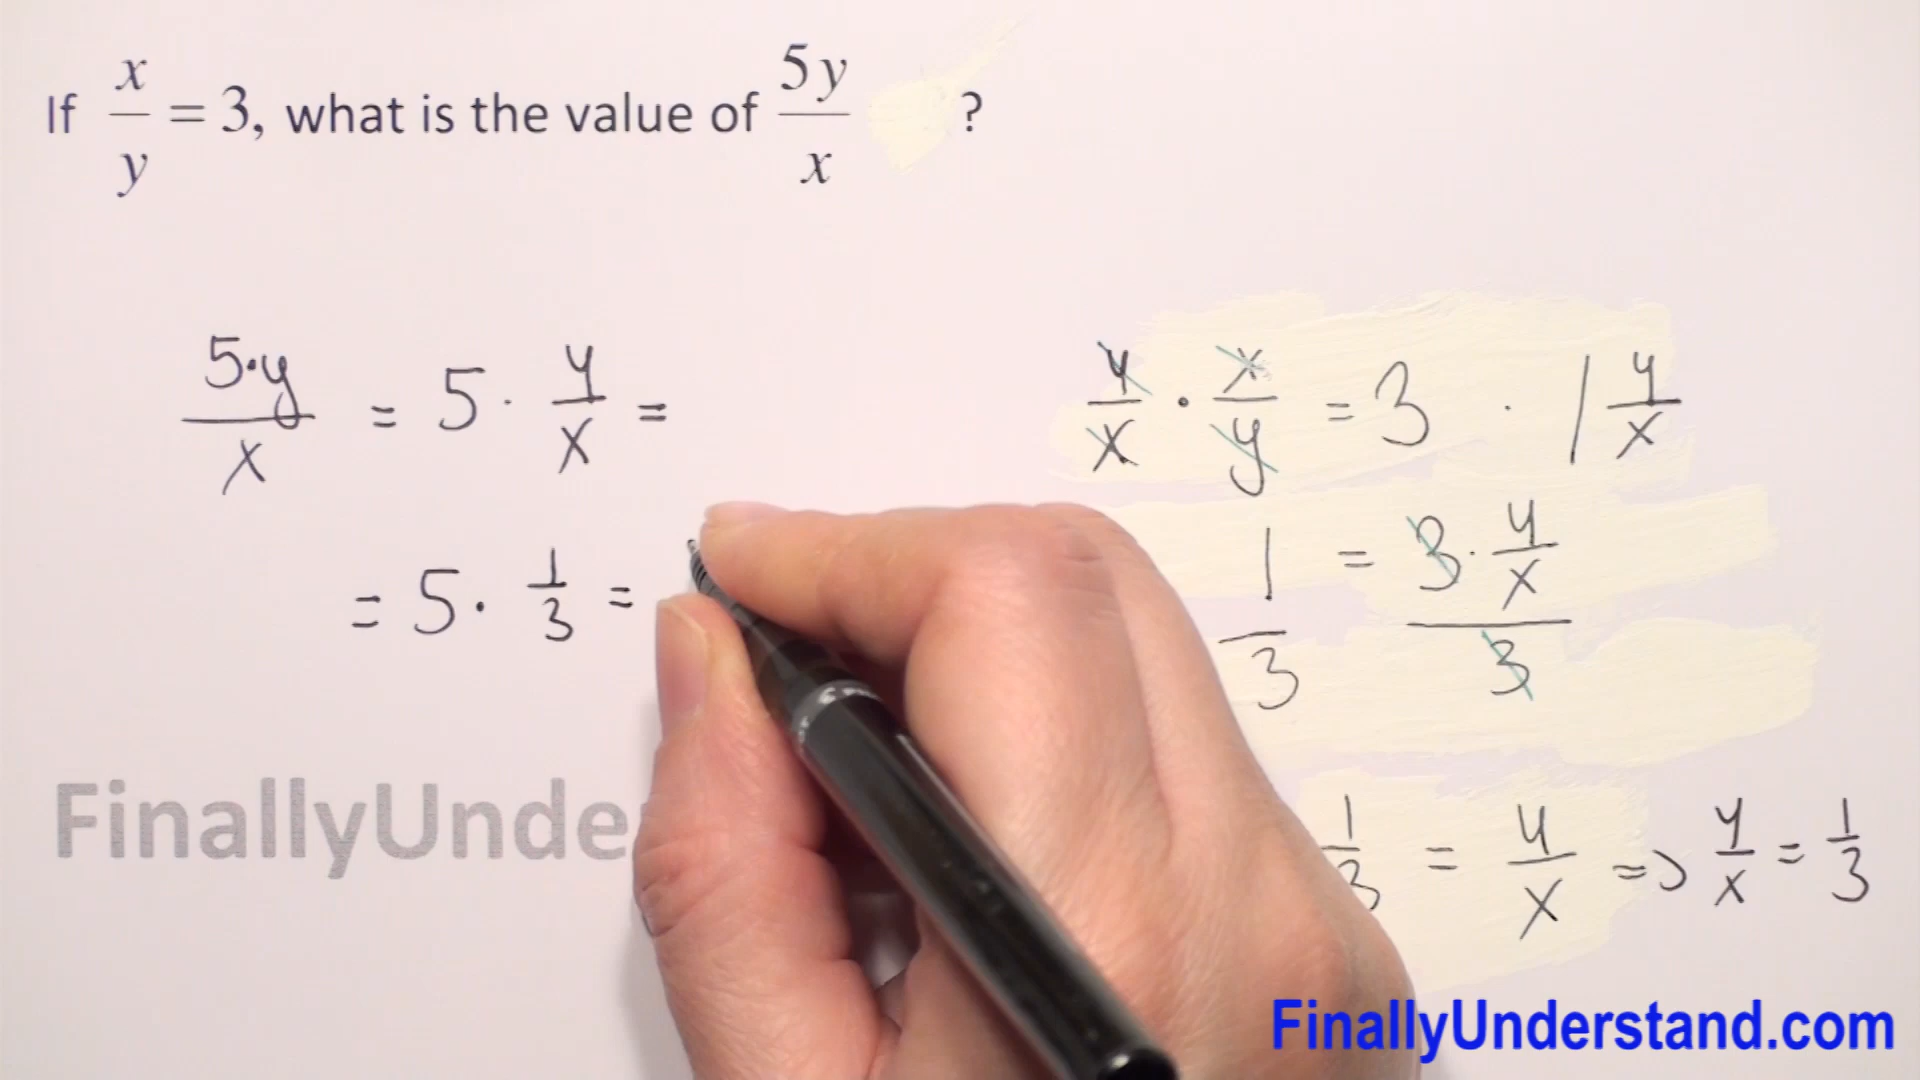 If x/y = 3, what is the value of 5y/x ?
5·y/x = 5 · y/x =
y/x · x/y = 3 · | y/x
= 5 · 1/3 =
1/3 = 3·y/x/3
1/3 = y/x => y/x = 1/3
FinallyUnde
FinallyUnderstand.com